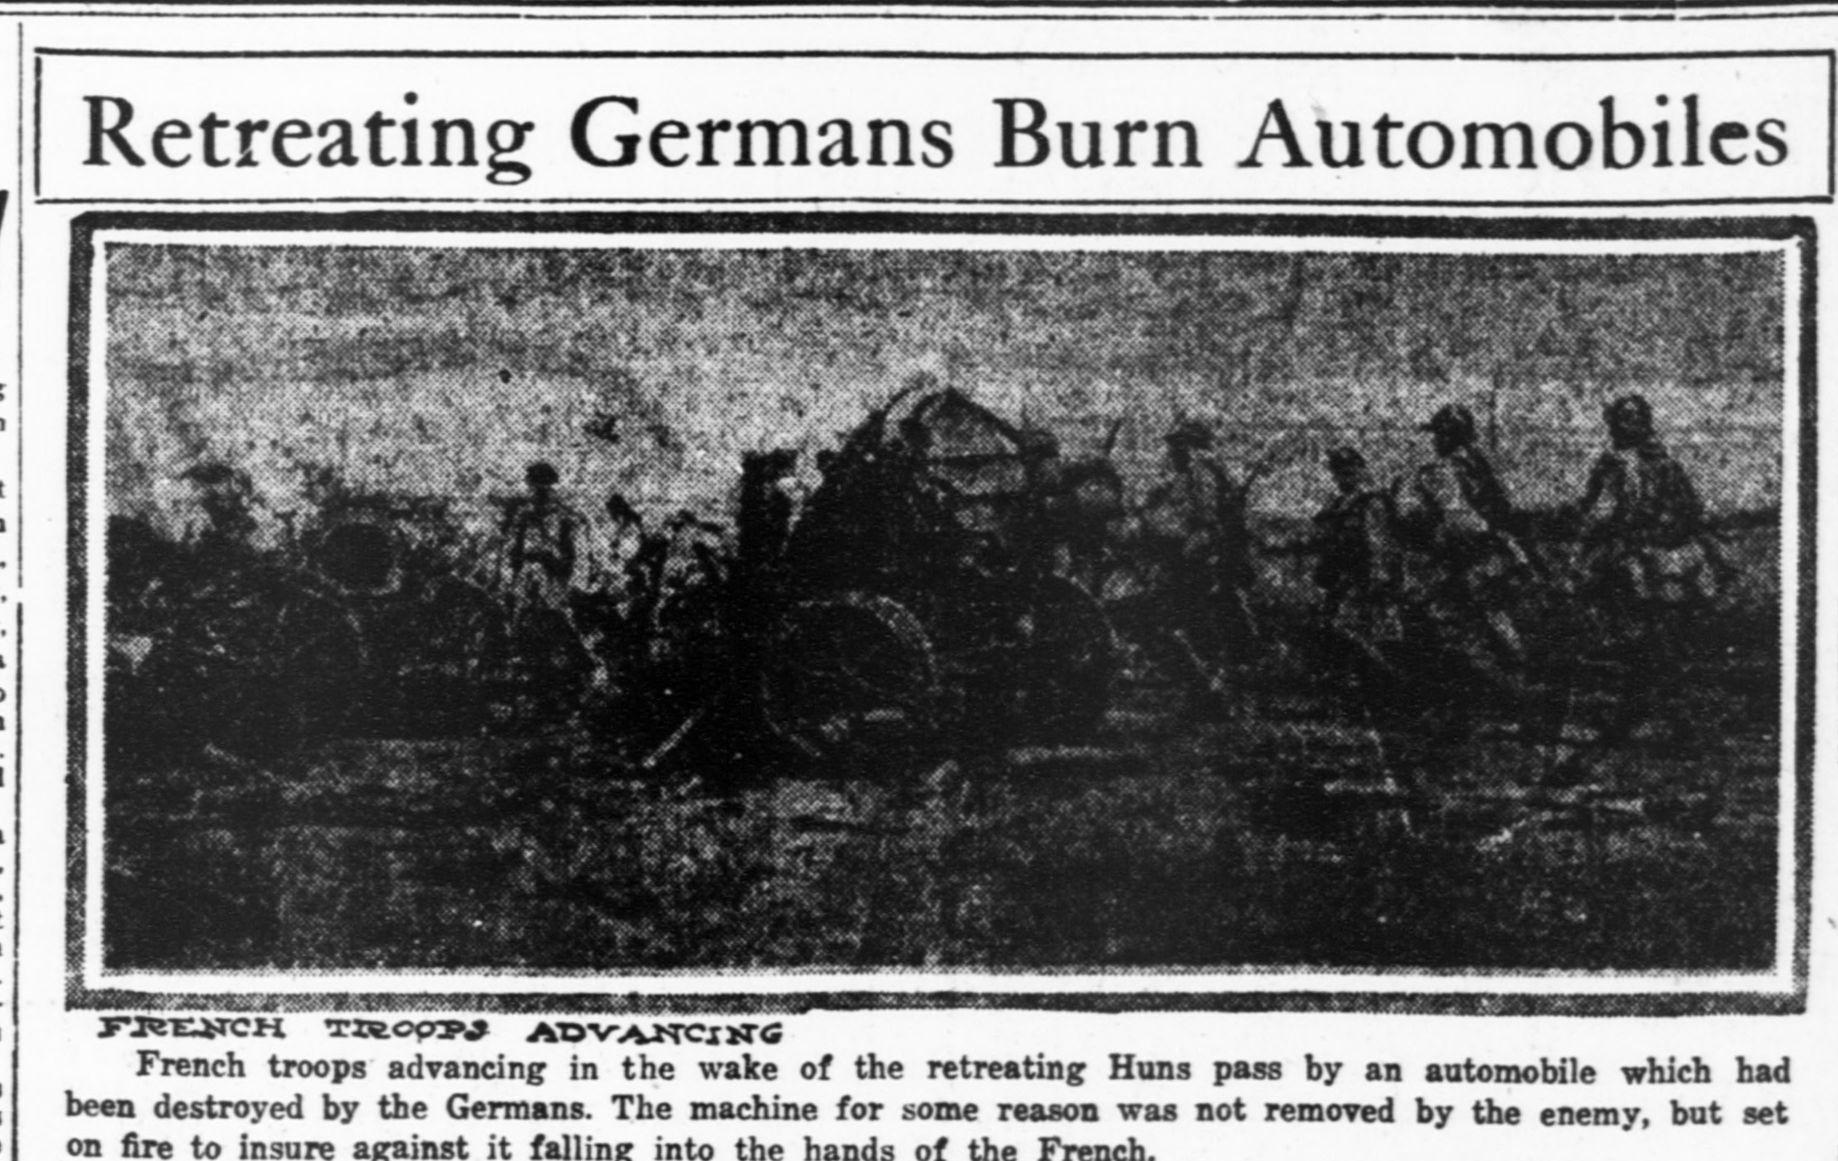 Retreating Germans Burn Automobiles
FRENCH TROOPS ADVANCING
French troops advancing in the wake of the retreating Huns pass by an automobile which had
been destroyed by the Germans. The machine for some reason was not removed by the enemy, but set
on fire to insure against it falling into the hands of the French.